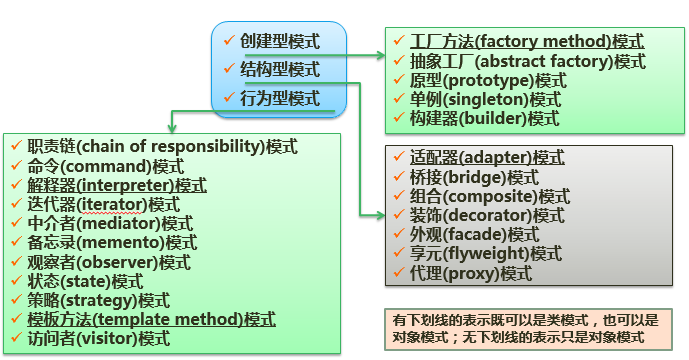 创建型模式
结构型模式
行为型模式
工厂方法(factory method)模式
抽象工厂(abstract factory)模式
原型(prototype)模式
单例(singleton)模式
构建器(builder)模式
职责链(chain of responsibility)模式
命令(command)模式
解释器(interpreter)模式
迭代器(iterator)模式
中介者(mediator)模式
备忘录(memento)模式
观察者(observer)模式
状态(state)模式
策略(strategy)模式
模板方法(template method)模式
访问者(visitor)模式
适配器(adapter)模式
桥接(bridge)模式
组合(composite)模式
装饰(decorator)模式
外观(facade)模式
享元(flyweight)模式
代理(proxy)模式
有下划线的表示既可以是类模式，也可以是
对象模式；无下划线的表示只是对象模式